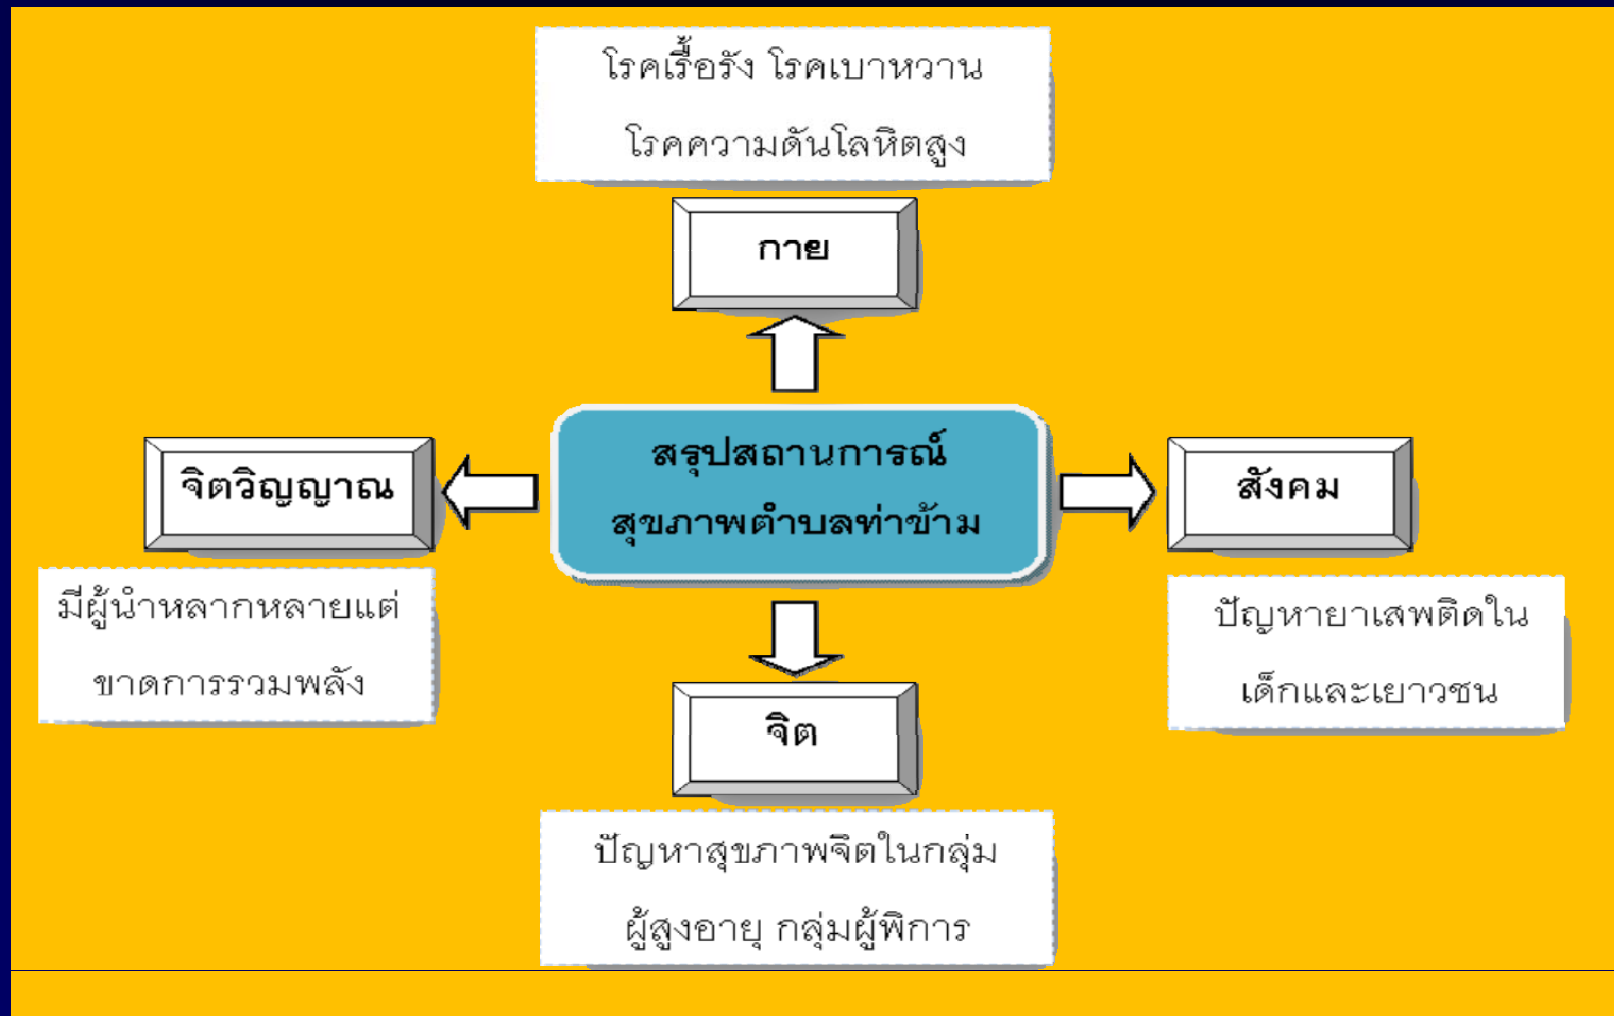 โรคเรื้อรัง โรคเบาหวาน
โรคความดันโลหิตสูง
กาย
สรุปสถานการณ์
สุขภาพตำบลท่าข้าม
จิตวิญญาณ
มีผู้นำหลากหลายแต่
ขาดการรวมพลัง
สังคม
ปัญหายาเสพติดใน
เด็กและเยาวชน
จิต
ปัญหาสุขภาพจิตในกลุ่ม
ผู้สูงอายุ กลุ่มผู้พิการ